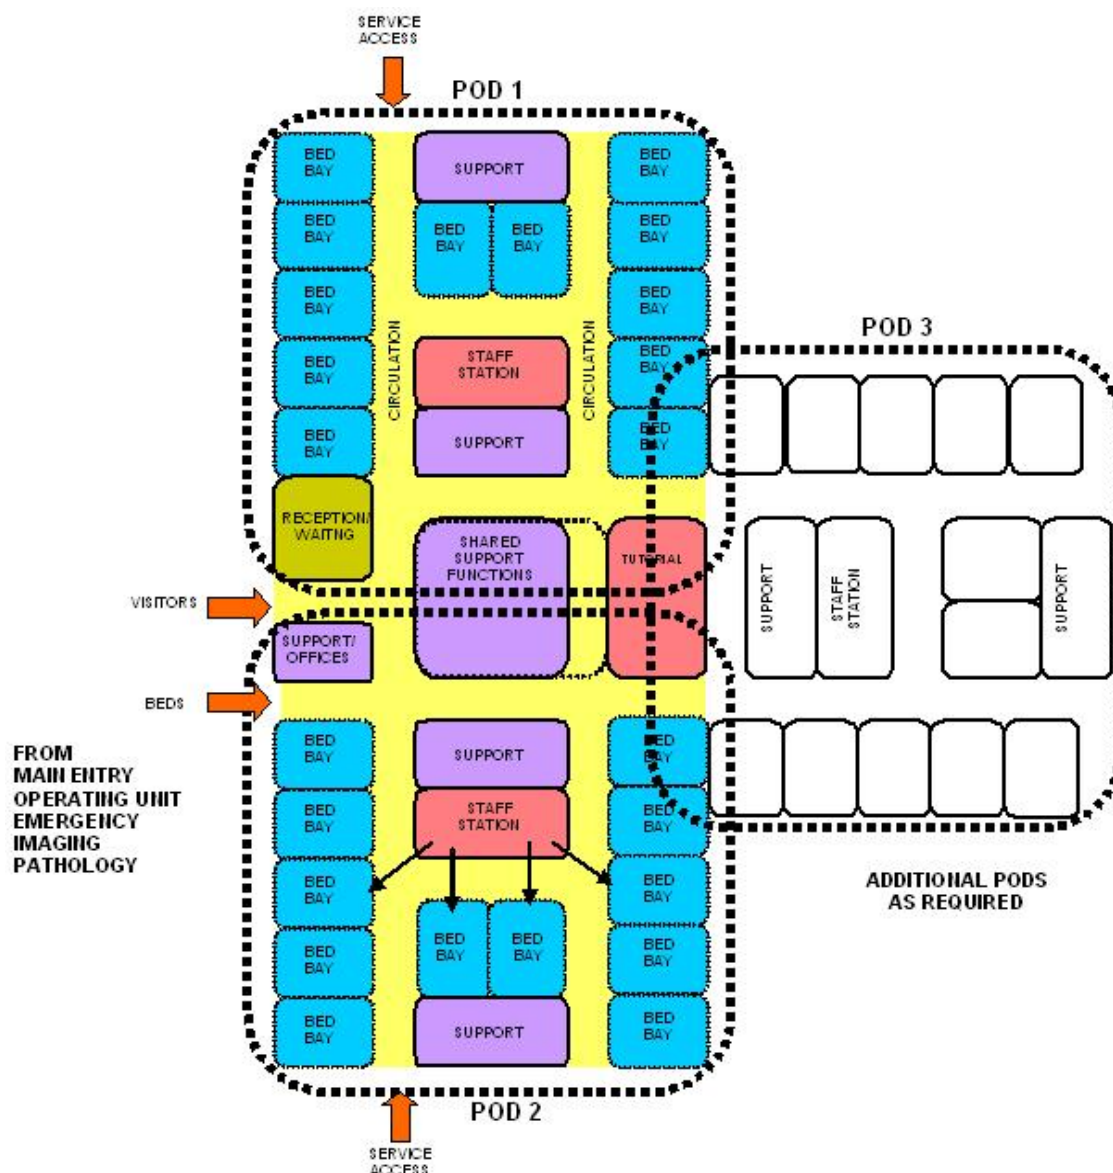 SERVICE
ACCESS
POD 1
BED
BAY
SUPPORT
BED
BAY
BED
BAY
BED
BAY
BED
BAY
BED
BAY
BED
BAY
BED
BAY
CIRCULATION
CIRCULATION
POD 3
BED
BAY
STAFF
STATION
BED
BAY
BED
BAY
SUPPORT
BED
BAY
RECEPTION/
WAITNG
SHARED
SUPPORT
FUNCTIONS
TUTORIAL
SUPPORT
STAFF
STATION
SUPPORT
VISITORS
SUPPORT/
OFFICES
BEDS
FROM
MAIN ENTRY
OPERATING UNIT
EMERGENCY
IMAGING
PATHOLOGY
BED
BAY
SUPPORT
BED
BAY
BED
BAY
STAFF
STATION
BED
BAY
BED
BAY
BED
BAY
ADDITIONAL PODS
AS REQUIRED
BED
BAY
BED
BAY
BED
BAY
BED
BAY
BED
BAY
SUPPORT
BED
BAY
POD 2
SERVICE
ACCESS